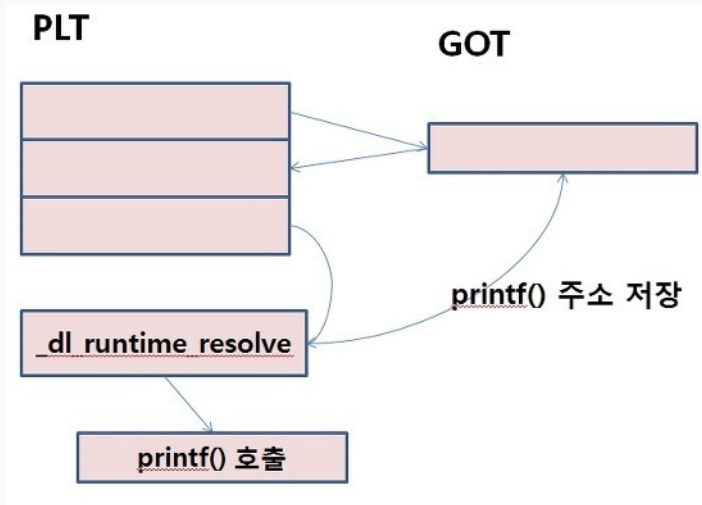 PLT
GOT
printf() 주소 저장
_dl_runtime_resolve
printf() 호출